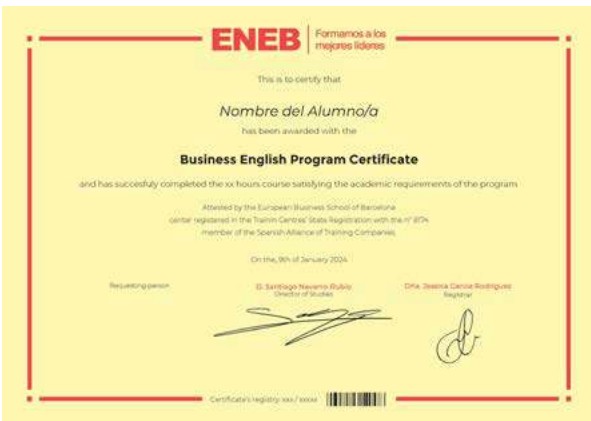 ENEB
Formamos a los
mejores líderes
This is to certify that
Nombre del Alumno/a
has been awarded with the
Business English Program Certificate
and has succesfuly completed the xx hours course satisfying the academic requirements of the program
Attested by the European Business School of Barcelona
center registered in the Trainin Centres' State Registration with the nº 8174
member of the Spanish Alliance of Training Companies
On the, 9th of January 2024
Requesting person
D. Santiago Navarro Rubio
Director of Studies
Dña. Jessica García Rodríguez
Registrar
Certificate's registry: xxx / xxxxx